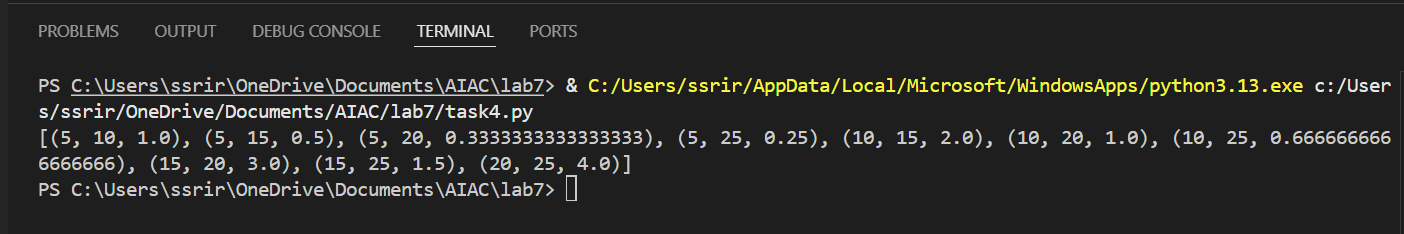 PROBLEMS OUTPUT DEBUG CONSOLE TERMINAL PORTS
PS C:\Users\ssrir\OneDrive\Documents\AIAC\lab7> & C:/Users/ssrir/AppData/Local/Microsoft/WindowsApps/python3.13.exe c:/User
s/ssrir/OneDrive/Documents/AIAC/lab7/task4.py
[(5, 10, 1.0), (5, 15, 0.5), (5, 20, 0.3333333333333333), (5, 25, 0.25), (10, 15, 2.0), (10, 20, 1.0), (10, 25, 0.666666666
6666666), (15, 20, 3.0), (15, 25, 1.5), (20, 25, 4.0)]
PS C:\Users\ssrir\OneDrive\Documents\AIAC\lab7>